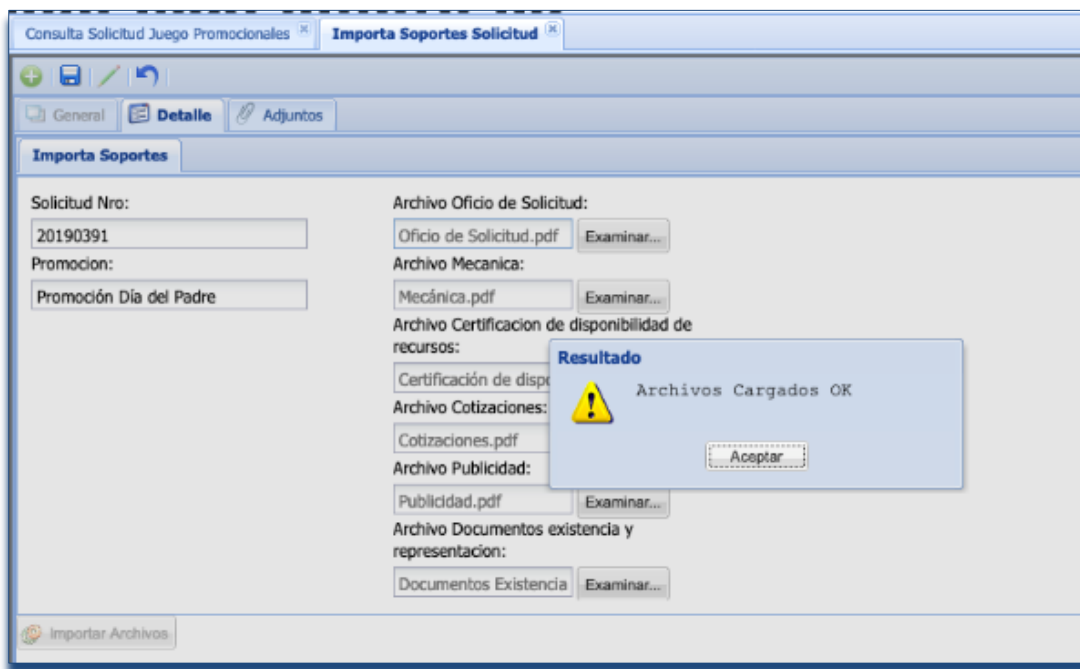 Consulta Solicitud Juego Promocionales
Importa Soportes Solicitud
General
Detalle
Adjuntos
Importa Soportes
Solicitud Nro:
20190391
Promocion:
Promoción Día del Padre
Archivo Oficio de Solicitud:
Oficio de Solicitud.pdf
Examinar...
Archivo Mecanica:
Mecánica.pdf
Examinar...
Archivo Certificacion de disponibilidad de
recursos:
Certificación de
Archivo Cotizaciones:
Cotizaciones.pdf
Archivo Publicidad:
Publicidad.pdf
Examinar...
Archivo Documentos existencia y
representacion:
Documentos Existencia
Examinar...
Resultado
Archivos Cargados OK
Aceptar
Importar Archivos